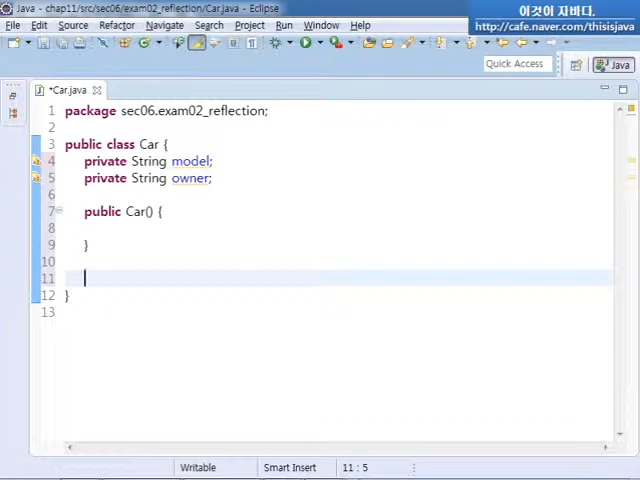 Java - chap11/src/sec06/exam02_reflection/Car.java - Eclipse
이것이 자바다.
http://cafe.naver.com/thisisjava
File Edit Source Refactor Navigate Search Project Run Window Help
Quick Access
Java
*Car.java
1 package sec06.exam02_reflection;
2
3 public class Car {
4 private String model;
5 private String owner;
6
7 public Car() {
8
9 }
10
11
12 }
13
Writable Smart Insert 11 : 5